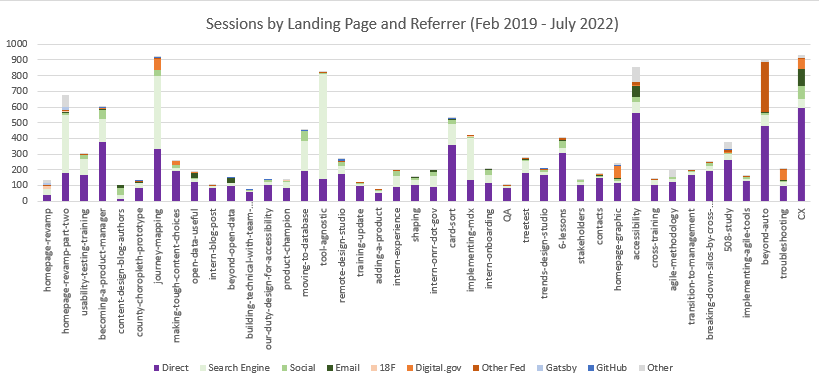 Sessions by Landing Page and Referrer (Feb 2019 - July 2022)
1000
900
800
700
600
500
400
300
200
100
0
homepage-revamp
homepage-revamp-part-two
usability-testing-training
becoming-a-product-manager
content-design-blog-authors
county-choropleth-prototype
journey-mapping
making-tough-content-choices
open-data-useful
intern-blog-post
beyond-open-data
building-technical-with-team-...
our-duty-design-for-accessibility
product-champion
moving-to-database
tool-agnostic
remote-design-studio
training-update
adding-a-product
intern-experience
shaping
intern-onrr-dot-gov
card-sort
implementing-mdx
intern-onboarding
QA
treetest
trends-design-studio
6-lessons
stakeholders
contacts
homepage-graphic
accessibility
cross-training
agile-methodology
transition-to-management
breaking-down-silos-by-cross-...
508-study
implementing-agile-tools
beyond-auto
troubleshooting
CX
Direct Search Engine Social Email 18F Digital.gov Other Fed Gatsby GitHub Other